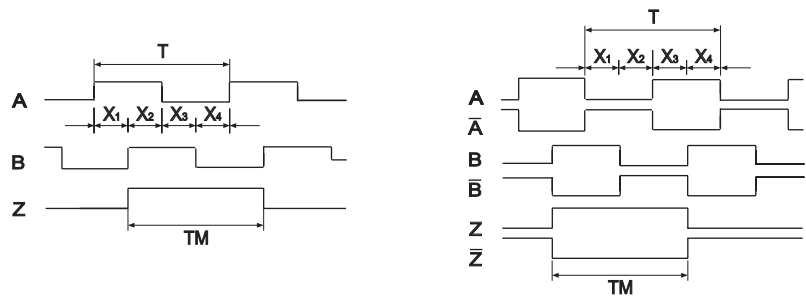 T
A
X₁ X₂ X₃ X₄
B
Z
TM
T
X₁ X₂ X₃ X₄
A
A̅
B
B̅
Z
Z̅
TM